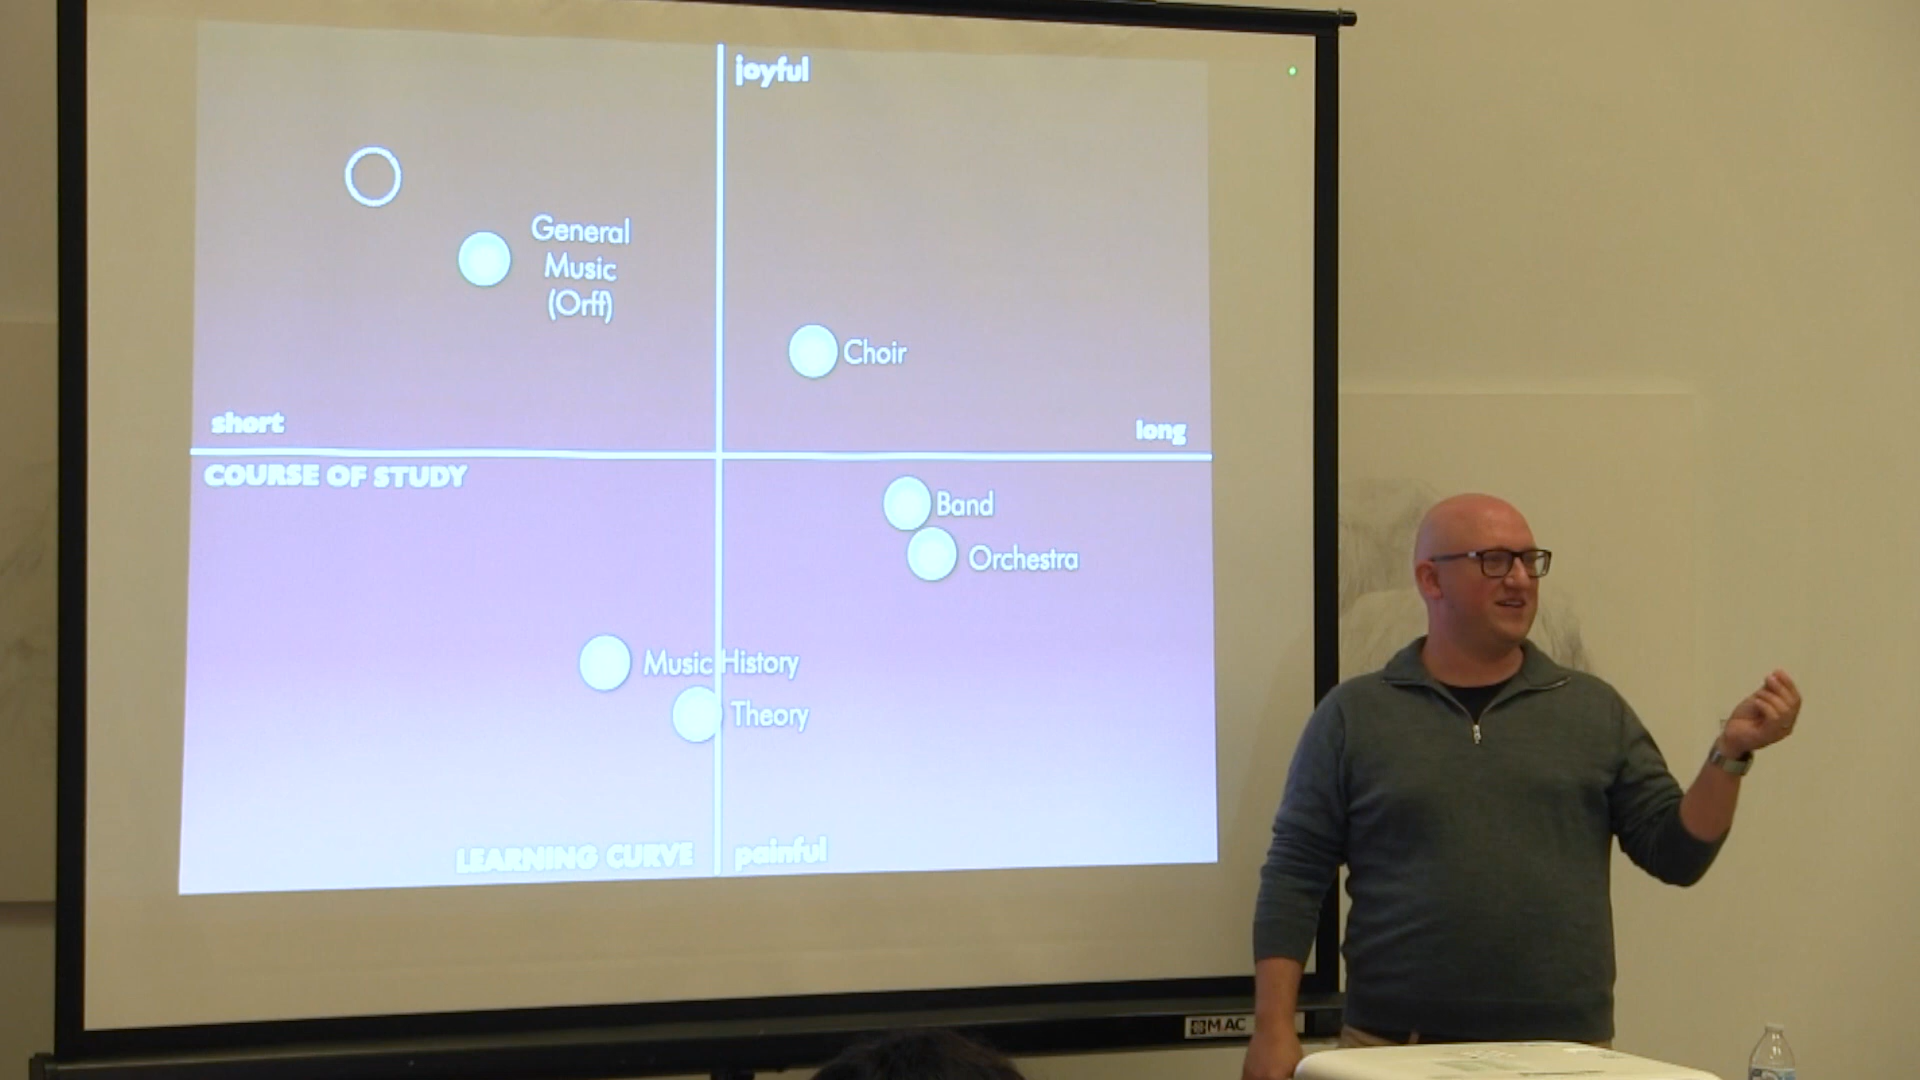 joyful
General
Music
(Orff)
Choir
short
long
COURSE OF STUDY
Band
Orchestra
Music History
Theory
LEARNING CURVE
painful
MAC